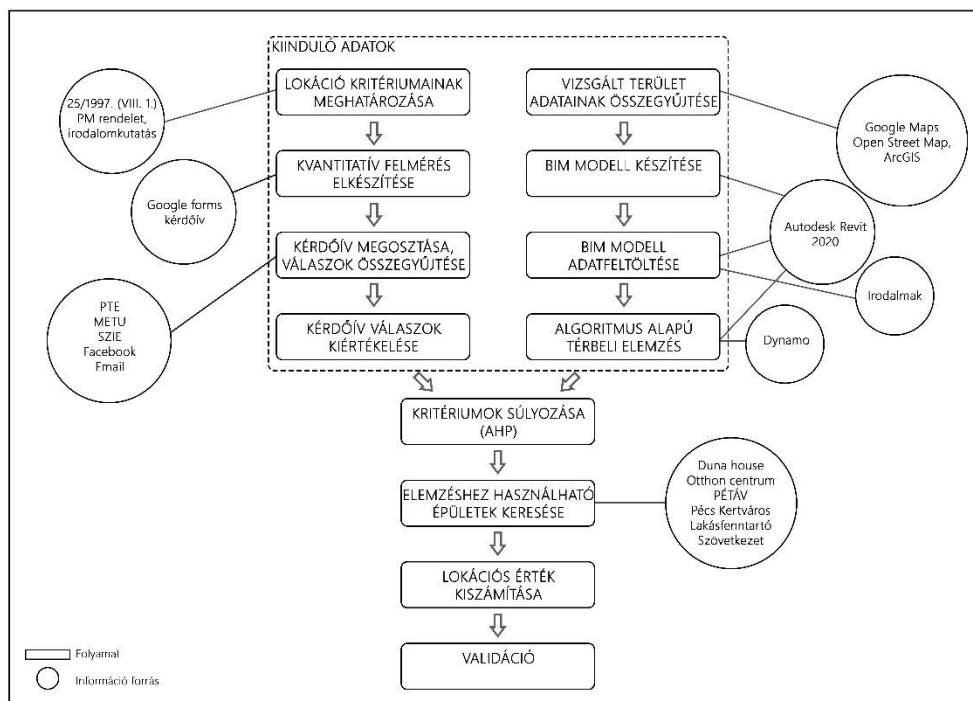 KIINDULÓ ADATOK
LOKÁCIÓ KRITÉRIUMAINAK
MEGHATÁROZÁSA
VIZSGÁLT TERÜLET
ADATAINAK ÖSSZEGYŰJTÉSE
25/1997. (VIII. 1.)
PM rendelet,
irodalomkutatás
Google Maps
Open Street Map,
ArcGIS
KVANTITATÍV FELMÉRÉS
ELKÉSZÍTÉSE
BIM MODELL KÉSZÍTÉSE
Google forms
kérdőív
Autodesk Revit
2020
KÉRDŐÍV MEGOSZTÁSA,
VÁLASZOK ÖSSZEGYŰJTÉSE
BIM MODELL
ADATFELTÖLTÉSE
Irodalmak
PTE
METU
SZIE
Facebook
Email
KÉRDŐÍV VÁLASZOK
KIÉRTÉKELÉSE
ALGORITMUS ALAPÚ
TÉRBELI ELEMZÉS
Dynamo
KRITÉRIUMOK SÚLYOZÁSA
(AHP)
ELEMZÉSHEZ HASZNÁLHATÓ
ÉPÜLETEK KERESÉSE
Duna house
Otthon centrum
PÉTÁV
Pécs Kertváros
Lakásfenntartó
Szövetkezet
LOKÁCIÓS ÉRTÉK
KISZÁMÍTÁSA
VALIDÁCIÓ
Folyamat
Információ forrás